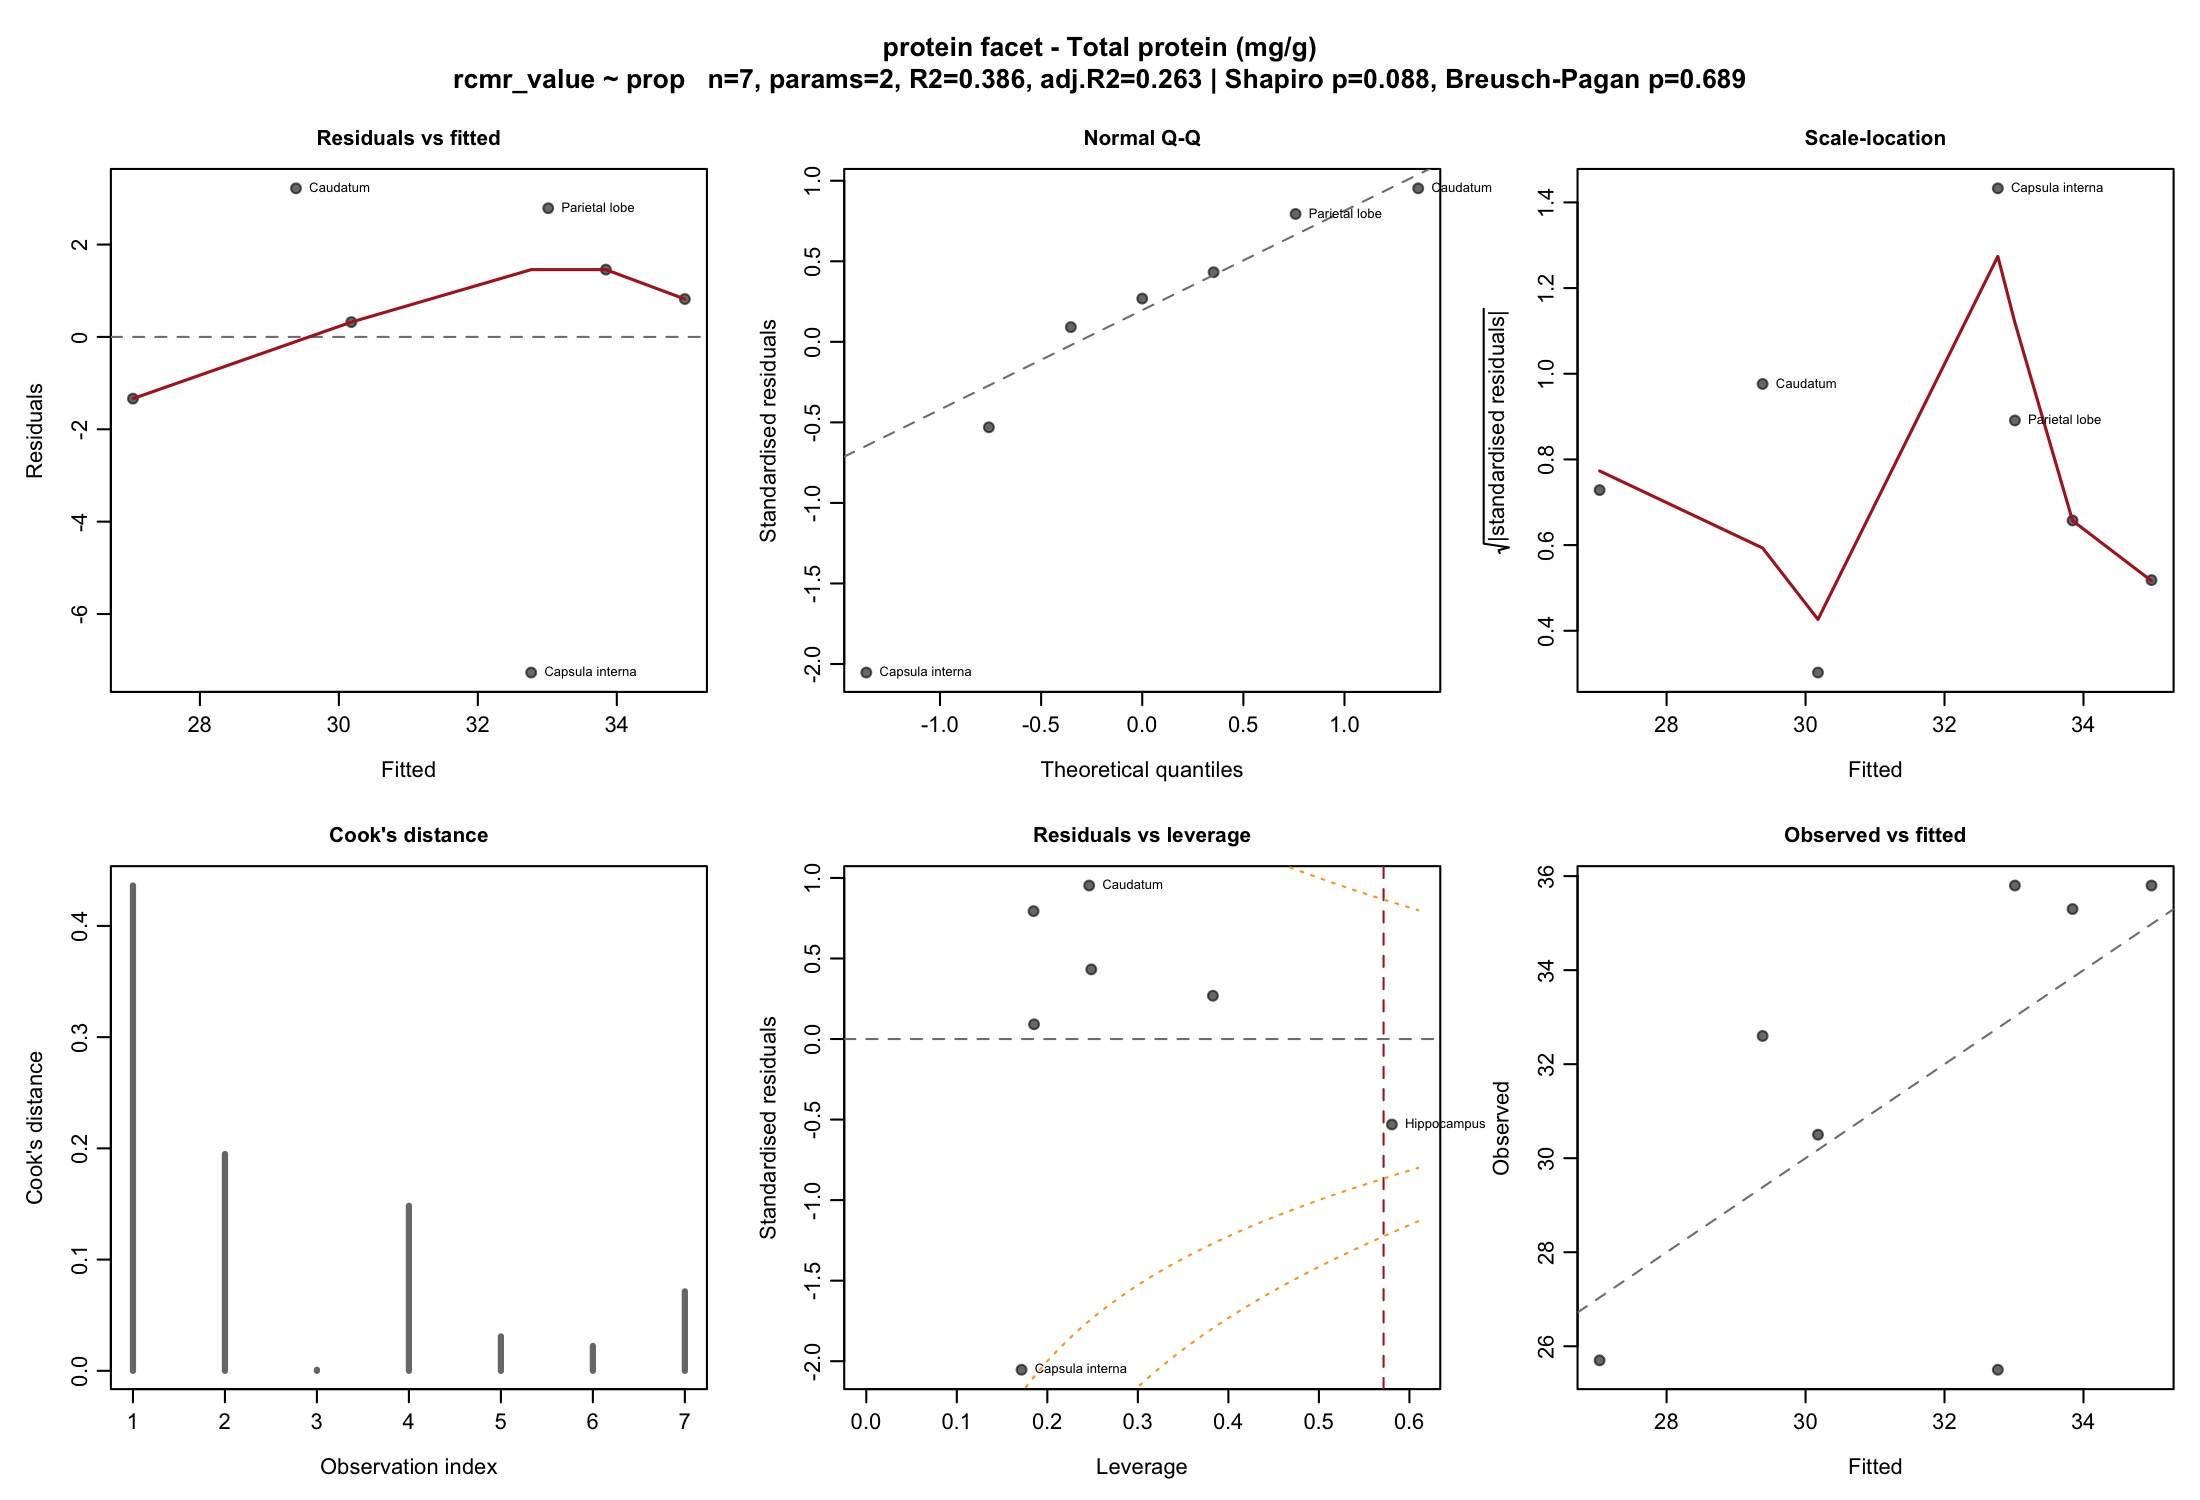 protein facet - Total protein (mg/g)
rcmr_value ~ prop   n=7, params=2, R2=0.386, adj.R2=0.263 | Shapiro p=0.088, Breusch-Pagan p=0.689
Residuals vs fitted
Residuals
2
0
-2
-4
-6
Caudatum
Parietal lobe
Capsula interna
28 30 32 34
Fitted
Normal Q-Q
Standardised residuals
1.0
0.5
0.0
-0.5
-1.0
-1.5
-2.0
Caudatum
Parietal lobe
Capsula interna
-1.0 -0.5 0.0 0.5 1.0
Theoretical quantiles
Scale-location
√|standardised residuals|
1.4
1.2
1.0
0.8
0.6
0.4
Capsula interna
Caudatum
Parietal lobe
28 30 32 34
Fitted
Cook's distance
Cook's distance
0.4
0.3
0.2
0.1
0.0
1 2 3 4 5 6 7
Observation index
Residuals vs leverage
Standardised residuals
1.0
0.5
0.0
-0.5
-1.0
-1.5
-2.0
Caudatum
Hippocampus
Capsula interna
0.0 0.1 0.2 0.3 0.4 0.5 0.6
Leverage
Observed vs fitted
Observed
36
34
32
30
28
26
28 30 32 34
Fitted